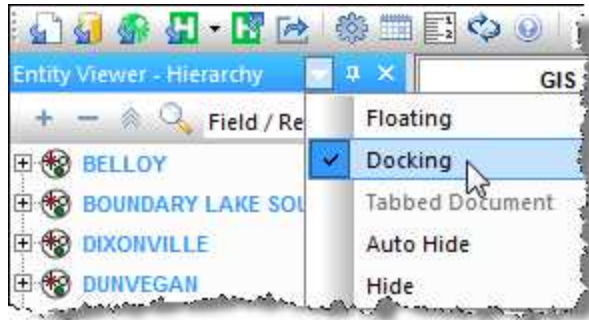 Entity Viewer - Hierarchy
GIS
Field / Re
Floating
BELLOY
Docking
BOUNDARY LAKE SOU
Tabbed Document
DIXONVILLE
Auto Hide
DUNVEGAN
Hide